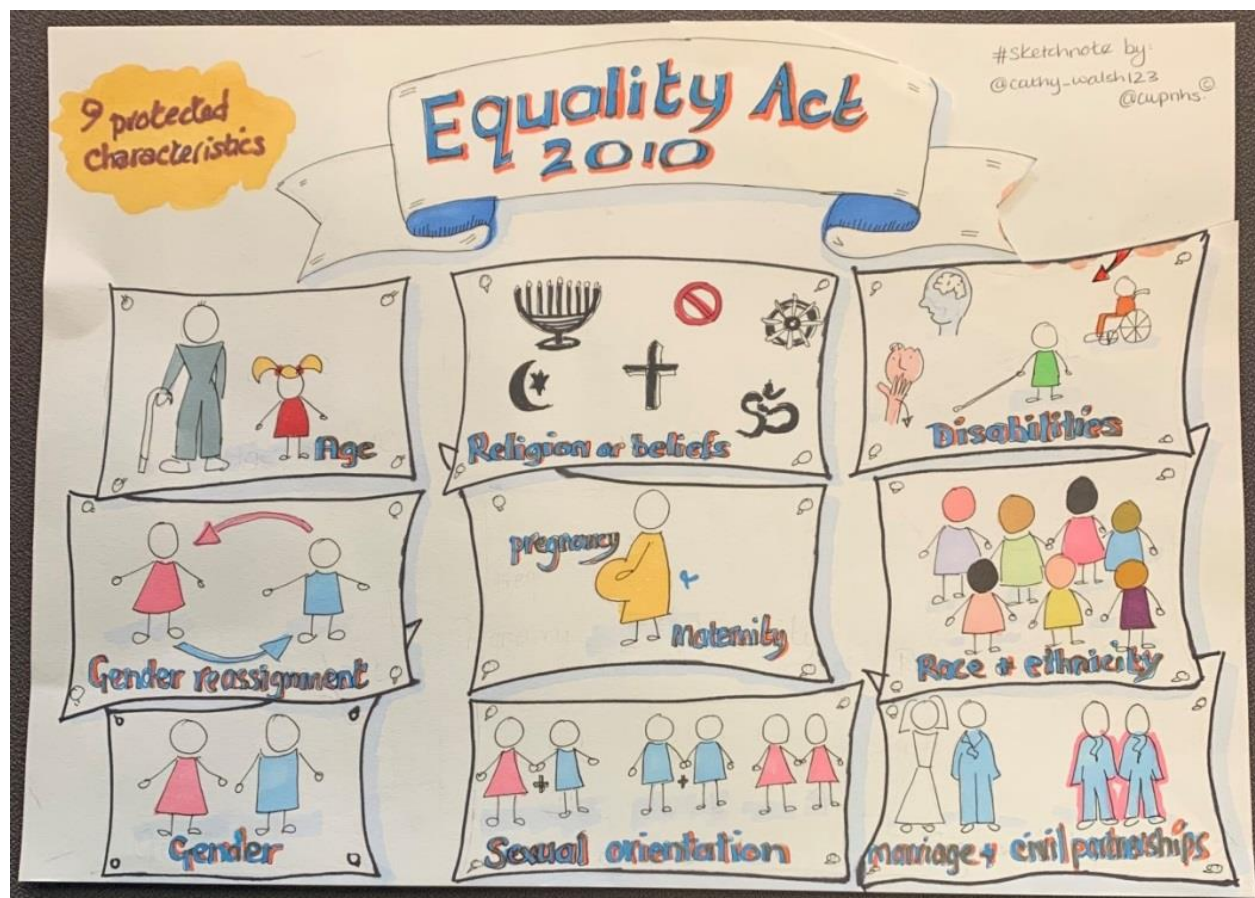 9 protected
characteristics
Equality Act
2010
#sketchnote by:
@cathy_walsh123
@cwpnhs. ©
Age
Religion or beliefs
Disabilities
Gender reassignment
pregnancy
+
Maternity
Race + ethnicity
Gender
Sexual orientation
marriage + civil partnerships